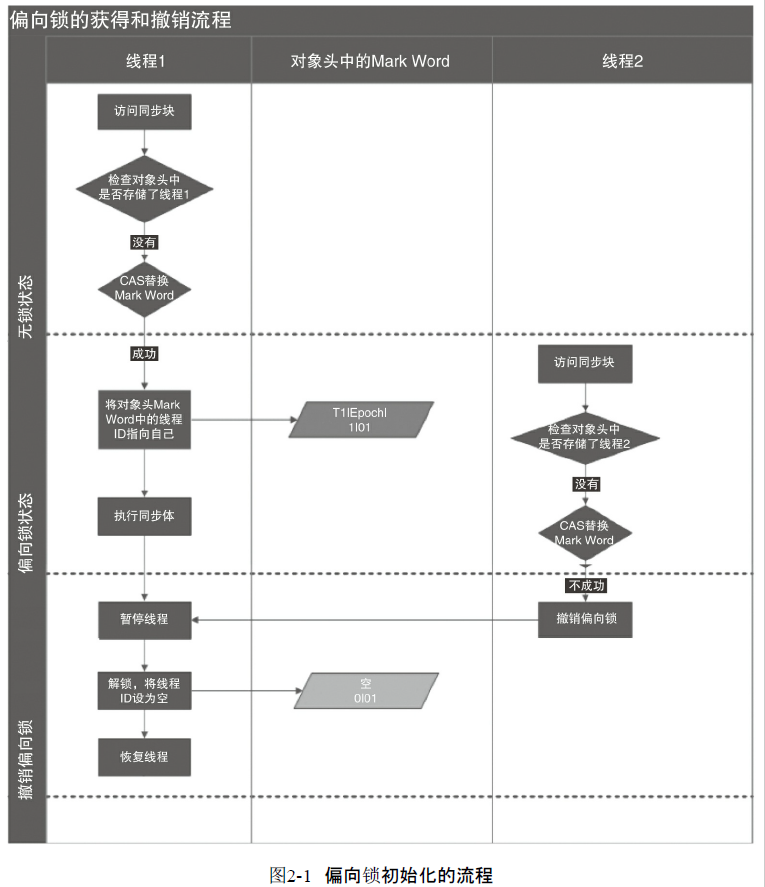 偏向锁的获得和撤销流程
线程1
对象头中的Mark Word
线程2
无锁状态
访问同步块
检查对象头中
是否存储了线程1
没有
CAS替换
Mark Word
偏向锁状态
成功
将对象头Mark
Word中的线程
ID指向自己
T1|Epoch|
1|01
执行同步体
访问同步块
检查对象头中
是否存储了线程2
没有
CAS替换
Mark Word
不成功
撤销偏向锁
撤销偏向锁
暂停线程
解锁，将线程
ID设为空
空
0|01
恢复线程
图2-1 偏向锁初始化的流程